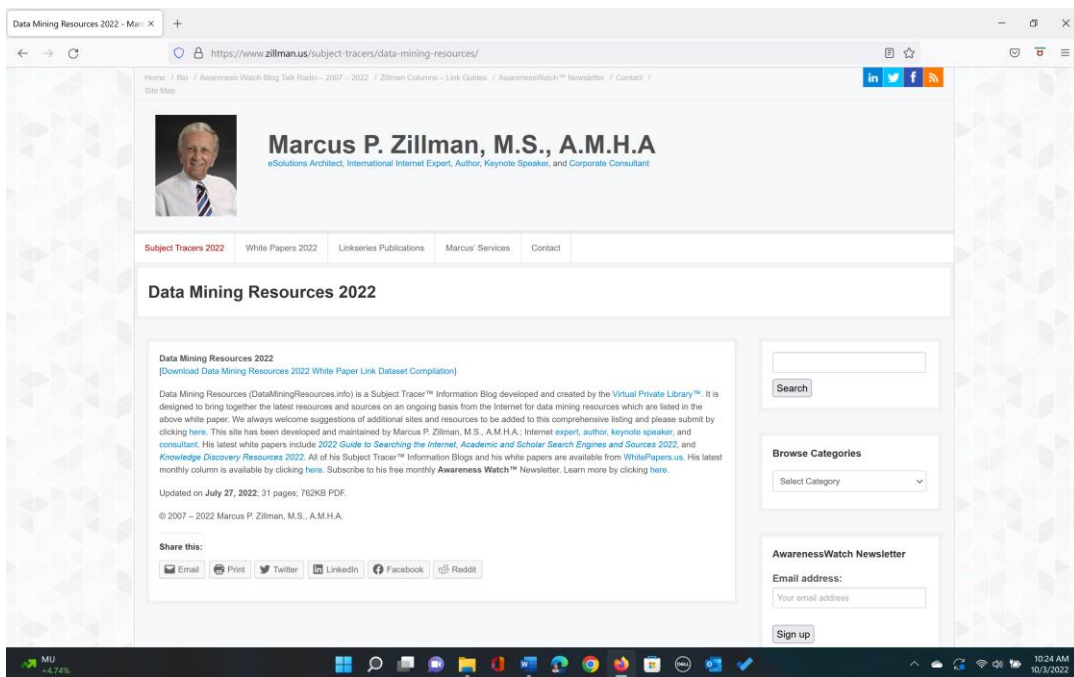 Data Mining Resources 2022 - Marc
https://www.zillman.us/subject-tracers/data-mining-resources/
Home / Bio / Awareness Watch Blog Talk Radio – 2007 – 2022 / Zillman Columns – Link Guides / AwarenessWatch™ Newsletter / Contact /
Site Map
in
f
Marcus P. Zillman, M.S., A.M.H.A
eSolutions Architect, International Internet Expert, Author, Keynote Speaker, and Corporate Consultant
Subject Tracers 2022 White Papers 2022 Linkseries Publications Marcus' Services Contact
Data Mining Resources 2022
Data Mining Resources 2022
[Download Data Mining Resources 2022 White Paper Link Dataset Compilation]
Data Mining Resources (DataMiningResources.info) is a Subject Tracer™ Information Blog developed and created by the Virtual Private Library™. It is
designed to bring together the latest resources and sources on an ongoing basis from the Internet for data mining resources which are listed in the
above white paper. We always welcome suggestions of additional sites and resources to be added to this comprehensive listing and please submit by
clicking here. This site has been developed and maintained by Marcus P. Zillman, M.S., A.M.H.A.; Internet expert, author, keynote speaker, and
consultant. His latest white papers include 2022 Guide to Searching the Internet, Academic and Scholar Search Engines and Sources 2022, and
Knowledge Discovery Resources 2022. All of his Subject Tracer™ Information Blogs and his white papers are available from WhitePapers.us. His latest
monthly column is available by clicking here. Subscribe to his free monthly Awareness Watch™ Newsletter. Learn more by clicking here.
Updated on July 27, 2022; 31 pages; 762KB PDF.
© 2007 – 2022 Marcus P. Zillman, M.S., A.M.H.A.
Share this:
Email Print Twitter LinkedIn Facebook Reddit
Search
Browse Categories
Select Category
AwarenessWatch Newsletter
Email address:
Your email address
Sign up
MU
+4.74%
DELL
10:24 AM
10/3/2022